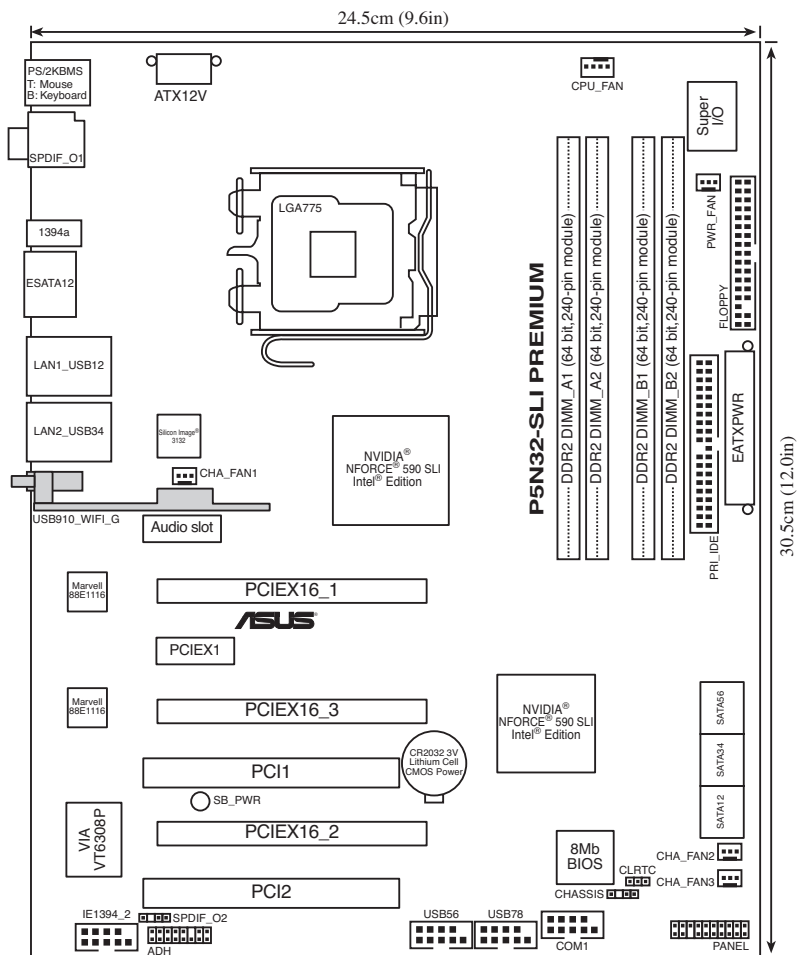 24.5cm (9.6in)
PS/2KBMS
T: Mouse
B: Keyboard
ATX12V
CPU_FAN
Super
I/O
SPDIF_O1
LGA775
PWR_FAN
1394a
ESATA12
FLOPPY
P5N32-SLI PREMIUM
DDR2 DIMM_A1 (64 bit,240-pin module)
DDR2 DIMM_A2 (64 bit,240-pin module)
DDR2 DIMM_B1 (64 bit,240-pin module)
DDR2 DIMM_B2 (64 bit,240-pin module)
LAN1_USB12
EATXPWR
LAN2_USB34
Silicon Image®
3132
NVIDIA®
NFORCE® 590 SLI
Intel® Edition
CHA_FAN1
30.5cm (12.0in)
USB910_WIFI_G
Audio slot
PRI_IDE
Marvell
88E1116
PCIEX16_1
ASUS
PCIEX1
Marvell
88E1116
PCIEX16_3
NVIDIA®
NFORCE® 590 SLI
Intel® Edition
SATA56
CR2032 3V
Lithium Cell
CMOS Power
PCI1
SATA34
SB_PWR
SATA12
VIA
VT6308P
PCIEX16_2
8Mb
BIOS
CHA_FAN2
CLRTC
PCI2
CHASSIS
CHA_FAN3
IE1394_2
SPDIF_O2
USB56
USB78
ADH
COM1
PANEL